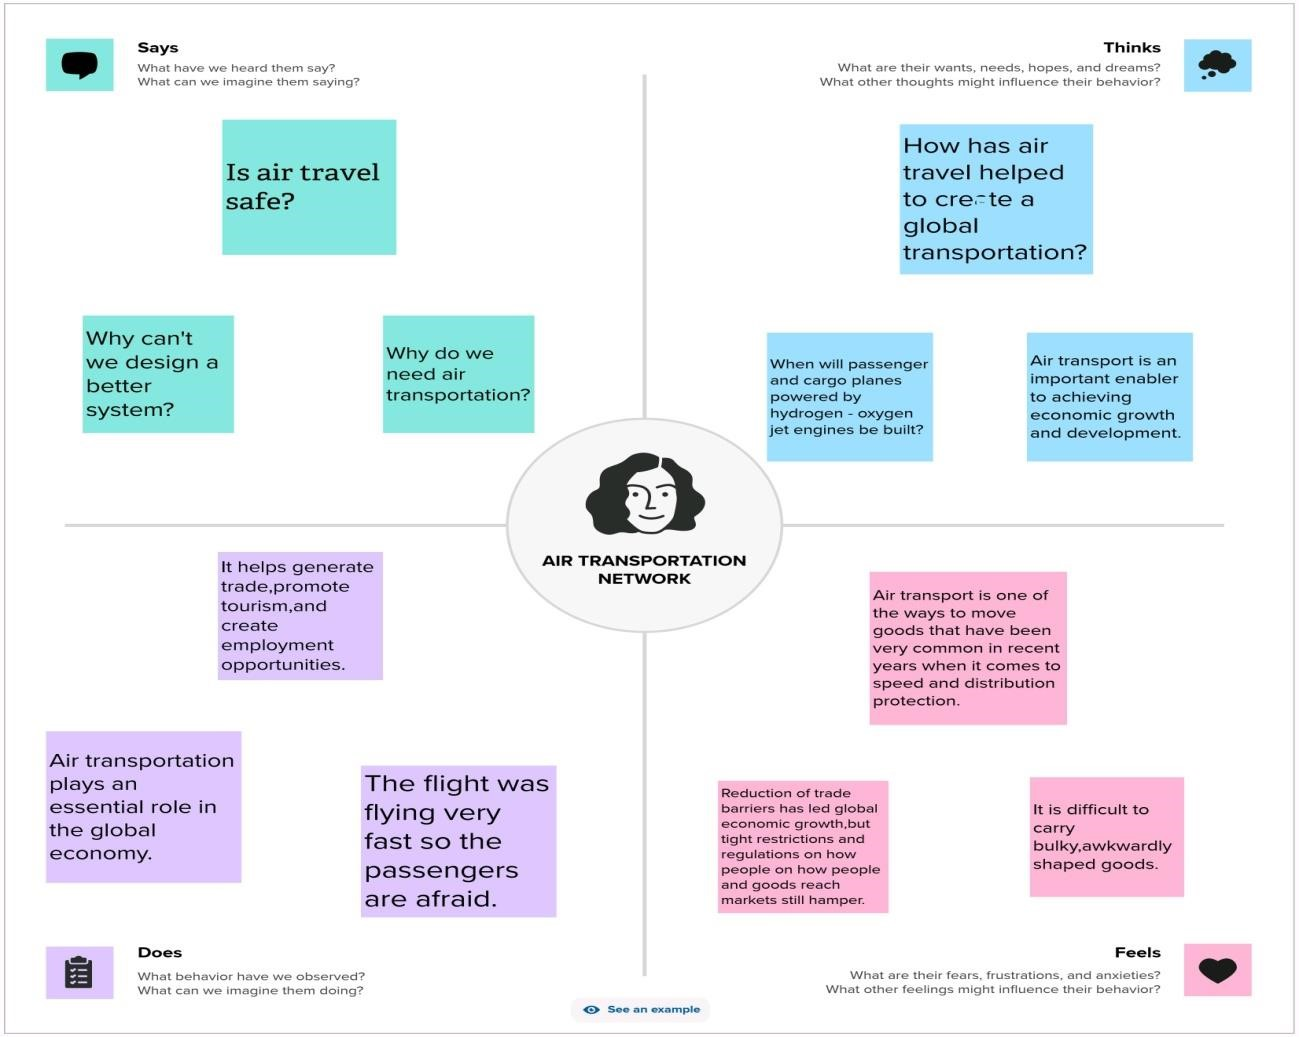 Says
What have we heard them say?
What can we imagine them saying?
Thinks
What are their wants, needs, hopes, and dreams?
What other thoughts might influence their behavior?
Is air travel
safe?
Why can't
we design a
better
system?
Why do we
need air
transportation?
How has air
travel helped
to create a
global
transportation?
When will passenger
and cargo planes
powered by
hydrogen - oxygen
jet engines be built?
Air transport is an
important enabler
to achieving
economic growth
and development.
AIR TRANSPORTATION
NETWORK
It helps generate
trade,promote
tourism,and
create
employment
opportunities.
Air transportation
plays an
essential role in
the global
economy.
The flight was
flying very
fast so the
passengers
are afraid.
Air transport is one of
the ways to move
goods that have been
very common in recent
years when it comes to
speed and distribution
protection.
Reduction of trade
barriers has led global
economic growth,but
tight restrictions and
regulations on how
people on how people
and goods reach
markets still hamper.
It is difficult to
carry
bulky,awkwardly
shaped goods.
Does
What behavior have we observed?
What can we imagine them doing?
Feels
What are their fears, frustrations, and anxieties?
What other feelings might influence their behavior?
See an example